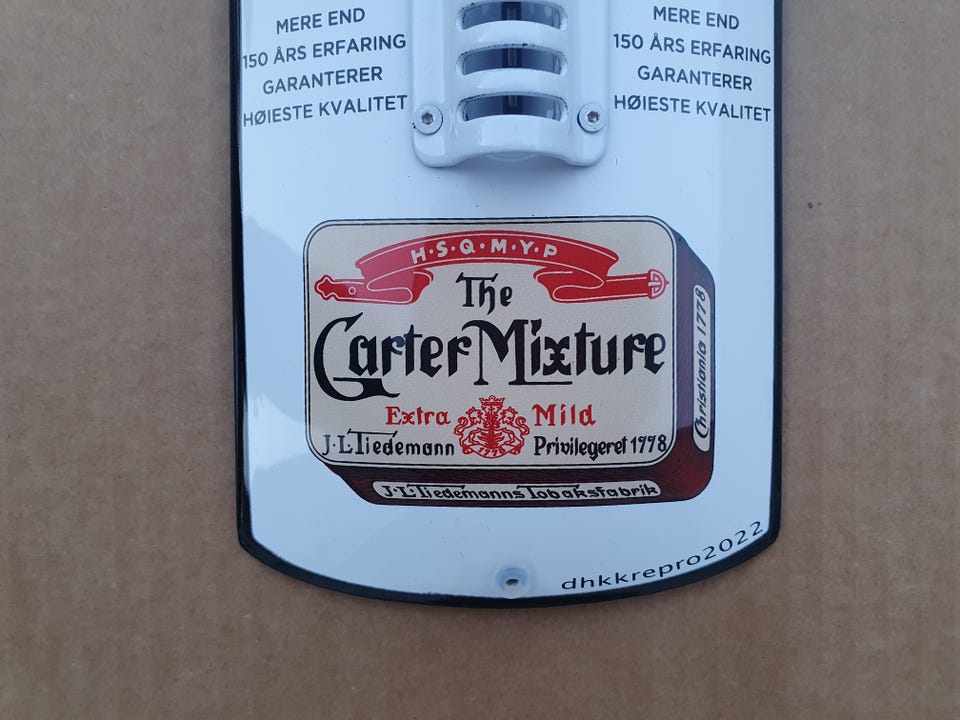 MERE END
150 ÅRS ERFARING
GARANTERER
HØIESTE KVALITET
MERE END
150 ÅRS ERFARING
GARANTERER
HØIESTE KVALITET
H·S·Q·M·Y·P
The
Carter Mixture
Extra Mild
1778
J·L·Tiedemann Privilegeret 1778
Christiania 1778
J·L·Tiedemanns Tobaksfabrik
dhkkrepro2022